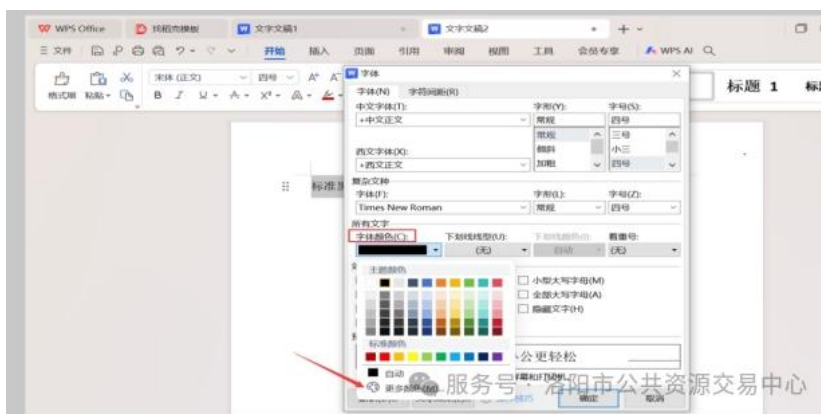 WPS Office 找稻壳模板 文字文稿1 文字文稿2
文件 开始 插入 页面 引用 审阅 视图 工具 会员专享 WPS AI
格式刷 粘贴 宋体 (正文) 四号 A⁺ 标题 1
B I U A X²
字体
字体(N) 字符间距(R)
中文字体(T): 字形(Y): 字号(S):
+中文正文 常规 四号
常规 三号
倾斜 小三
西文字体(X):
+西文正文 加粗 四号
复杂文种
字体(F): 字形(L): 字号(Z):
Times New Roman 常规 四号
所有文字
字体颜色(C): 下划线线型(U): 下划线颜色(I): 着重号:
(无) 自动 (无)
主题颜色
小型大写字母(M)
全部大写字母(A)
隐藏文字(H)
标准颜色
公更轻松
自动
更多颜色(M)...
服务号 · 洛阳市公共资源交易中心
确定 取消
标准